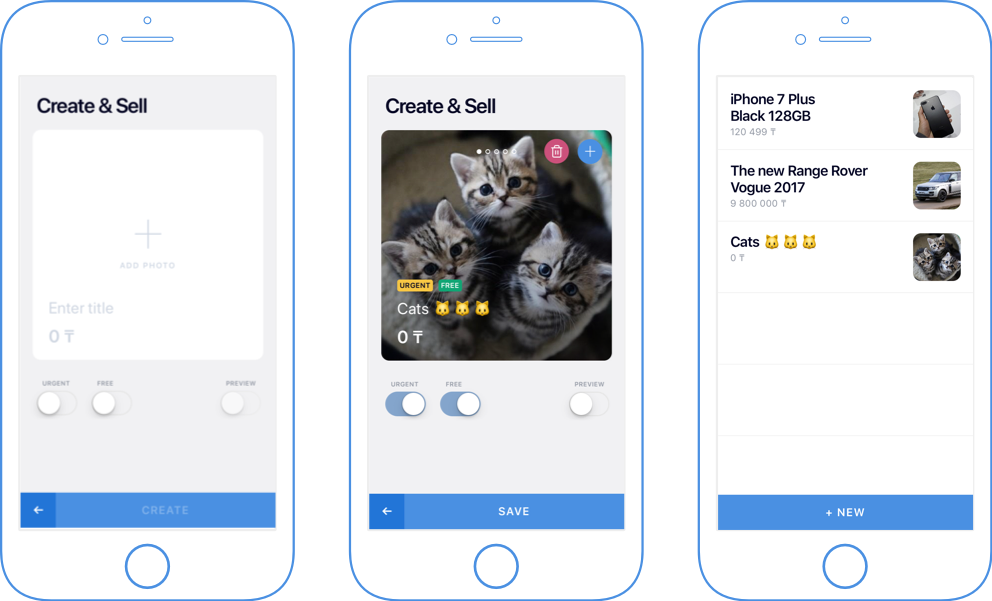 Create & Sell
ADD PHOTO
Enter title
0 ₸
URGENT FREE PREVIEW
CREATE
Create & Sell
URGENT FREE
Cats 🐱 🐱 🐱
0 ₸
URGENT FREE PREVIEW
SAVE
iPhone 7 Plus
Black 128GB
120 499 ₸
The new Range Rover
Vogue 2017
9 800 000 ₸
Cats 🐱 🐱 🐱
0 ₸
+ NEW